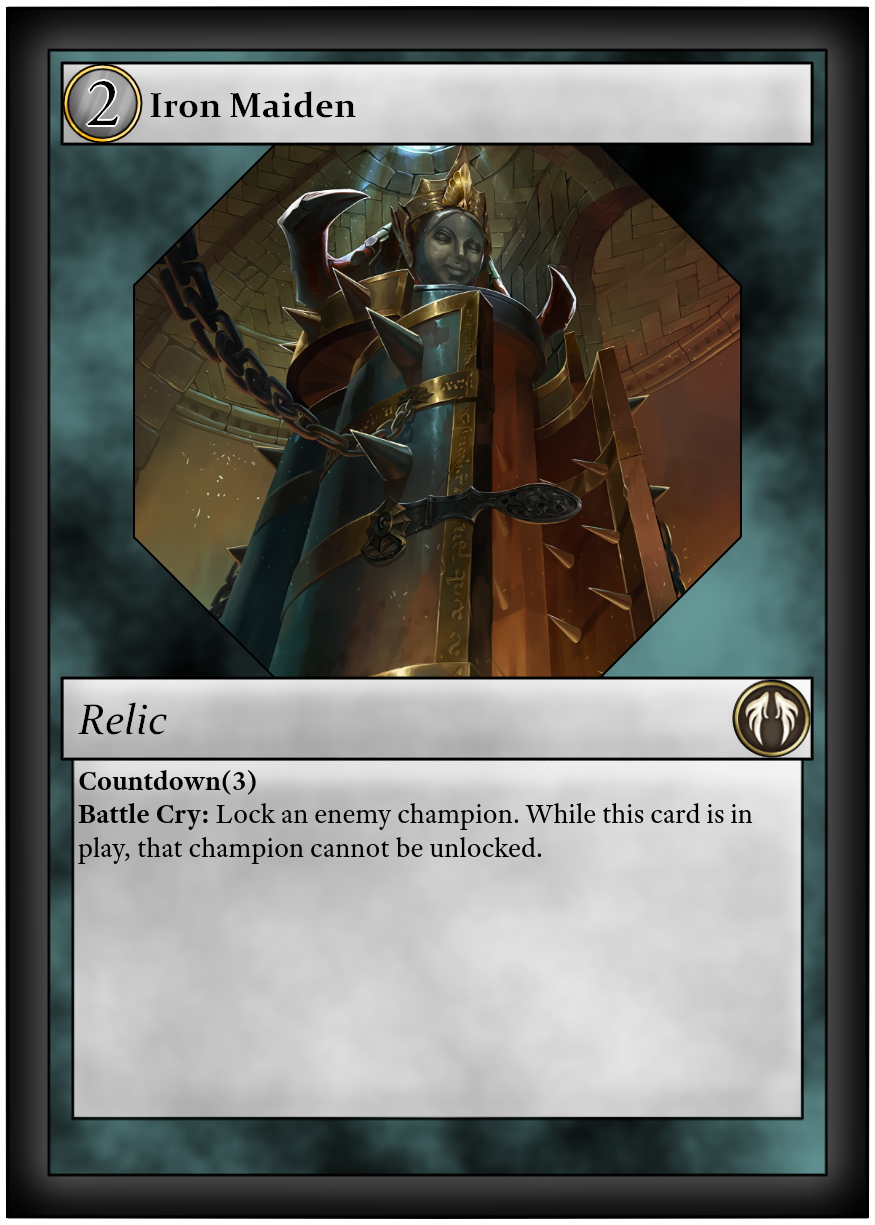 2 Iron Maiden
Relic
Countdown(3)
Battle Cry: Lock an enemy champion. While this card is in
play, that champion cannot be unlocked.